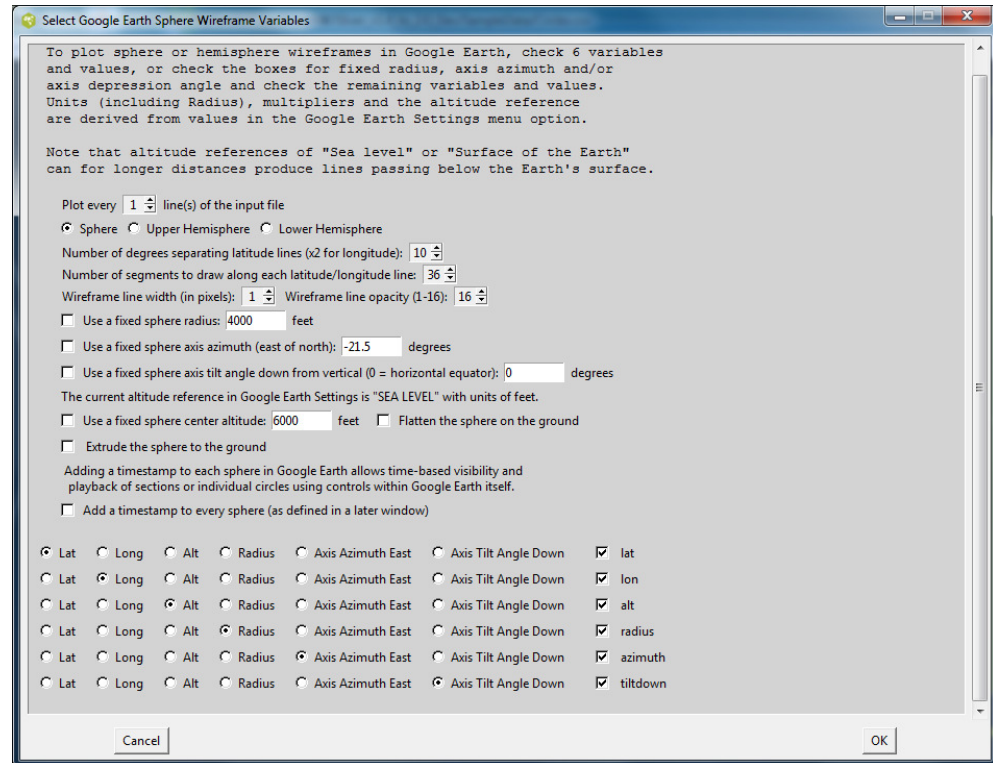 Select Google Earth Sphere Wireframe Variables
To plot sphere or hemisphere wireframes in Google Earth, check 6 variables
and values, or check the boxes for fixed radius, axis azimuth and/or
axis depression angle and check the remaining variables and values.
Units (including Radius), multipliers and the altitude reference
are derived from values in the Google Earth Settings menu option.
Note that altitude references of "Sea level" or "Surface of the Earth"
can for longer distances produce lines passing below the Earth's surface.
Plot every 1 line(s) of the input file
Sphere Upper Hemisphere Lower Hemisphere
Number of degrees separating latitude lines (x2 for longitude): 10
Number of segments to draw along each latitude/longitude line: 36
Wireframe line width (in pixels): 1 Wireframe line opacity (1-16): 16
Use a fixed sphere radius: 4000 feet
Use a fixed sphere axis azimuth (east of north): -21.5 degrees
Use a fixed sphere axis tilt angle down from vertical (0 = horizontal equator): 0 degrees
The current altitude reference in Google Earth Settings is "SEA LEVEL" with units of feet.
Use a fixed sphere center altitude: 6000 feet Flatten the sphere on the ground
Extrude the sphere to the ground
Adding a timestamp to each sphere in Google Earth allows time-based visibility and
playback of sections or individual circles using controls within Google Earth itself.
Add a timestamp to every sphere (as defined in a later window)
Lat Long Alt Radius Axis Azimuth East Axis Tilt Angle Down lat
Lat Long Alt Radius Axis Azimuth East Axis Tilt Angle Down lon
Lat Long Alt Radius Axis Azimuth East Axis Tilt Angle Down alt
Lat Long Alt Radius Axis Azimuth East Axis Tilt Angle Down radius
Lat Long Alt Radius Axis Azimuth East Axis Tilt Angle Down azimuth
Lat Long Alt Radius Axis Azimuth East Axis Tilt Angle Down tiltdown
Cancel OK